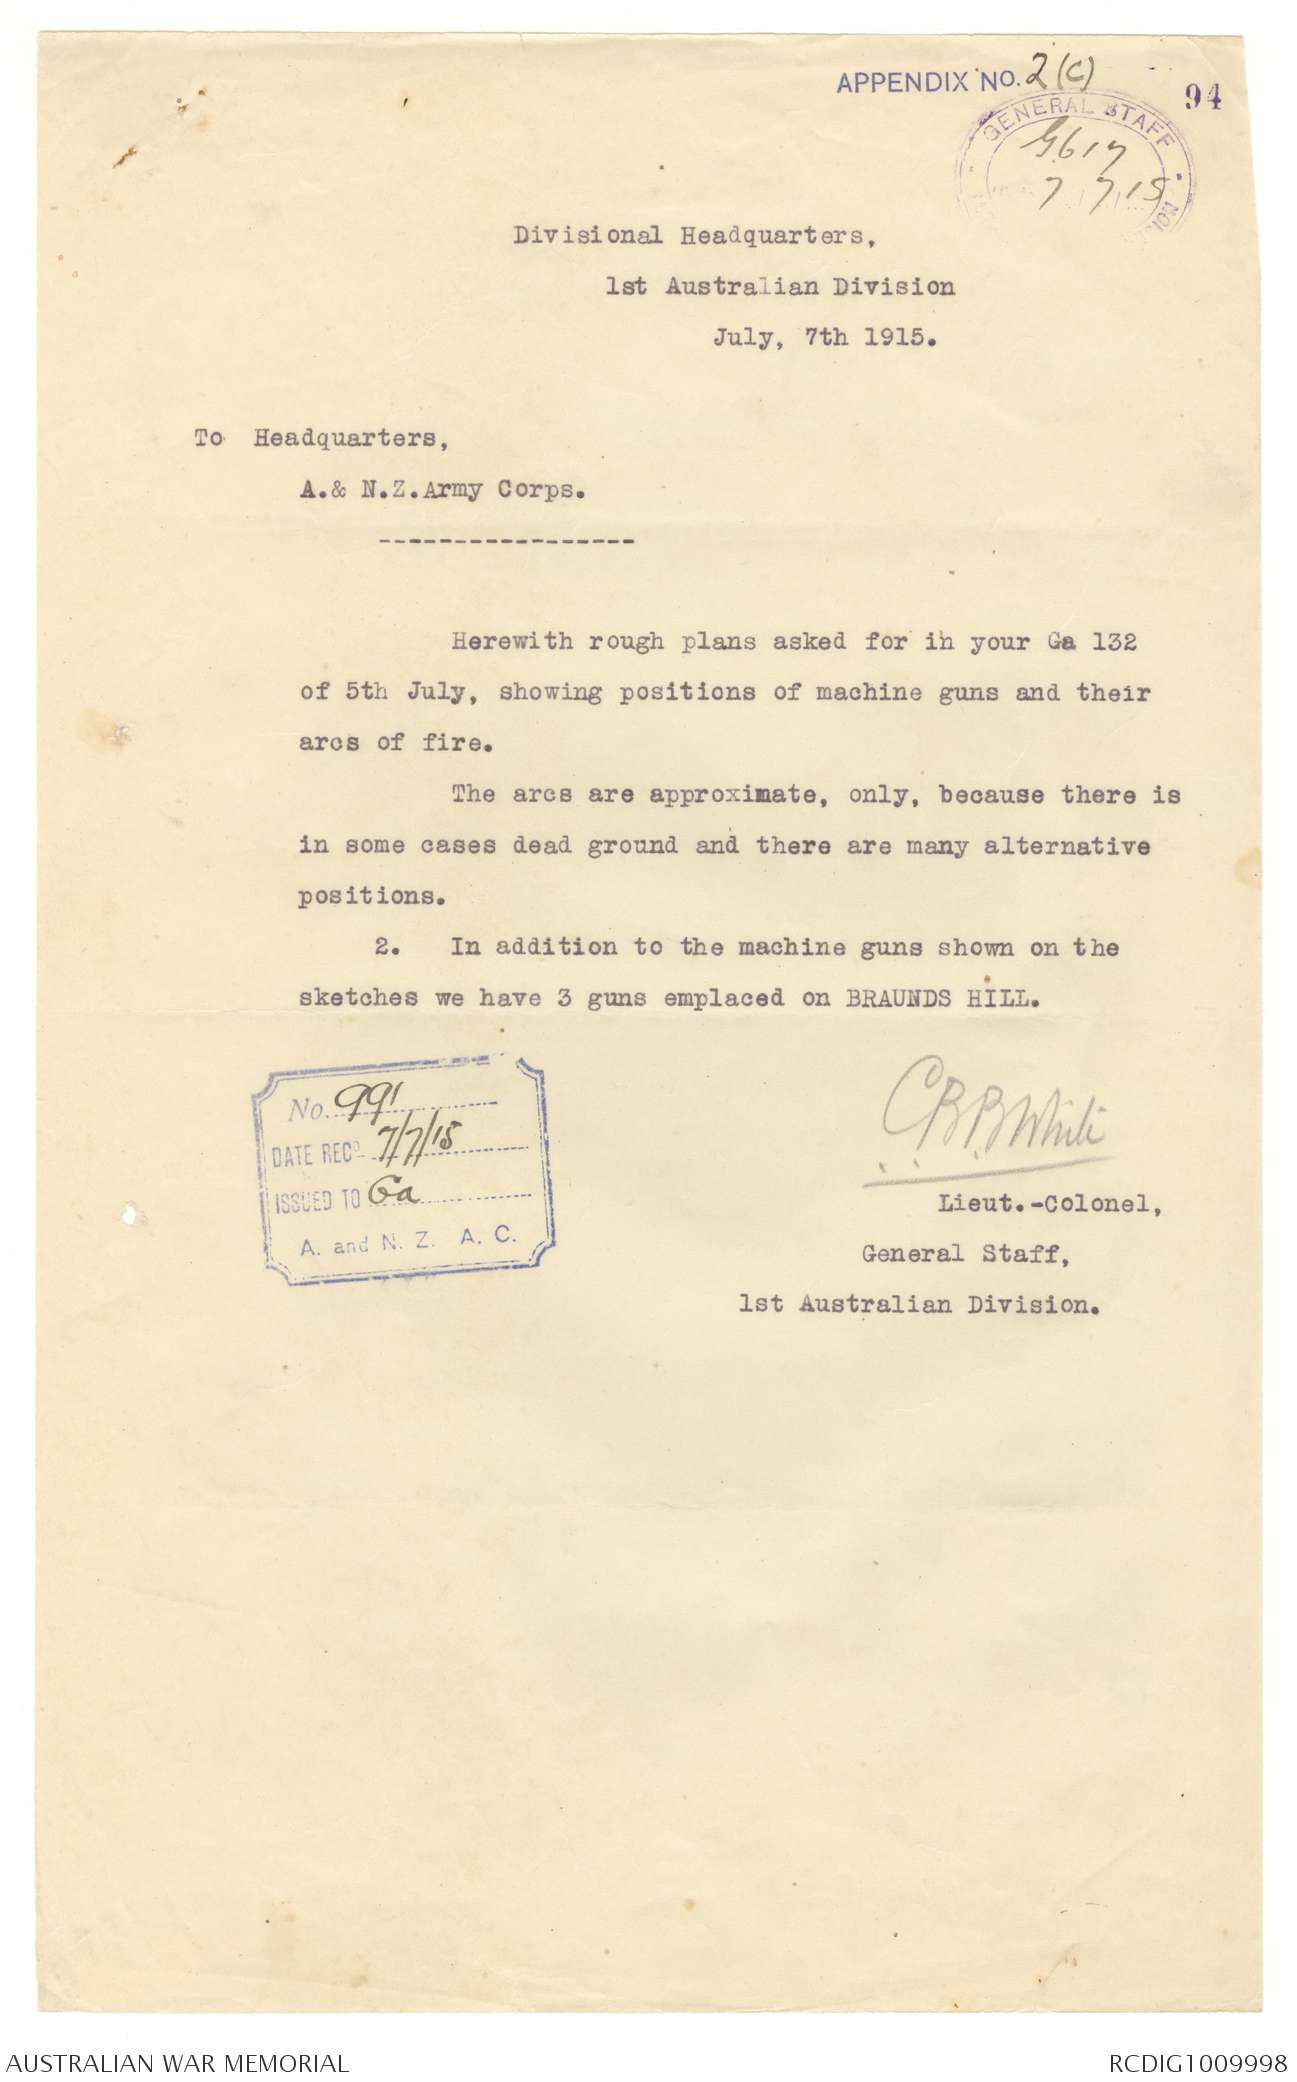 APPENDIX NO. 2(C)
94
GENERAL STAFF
G617
7 7 15
Divisional Headquarters,
1st Australian Division
July, 7th 1915.
To Headquarters,
A.& N.Z.Army Corps.
-----------------
Herewith rough plans asked for in your Ga 132
of 5th July, showing positions of machine guns and their
arcs of fire.
The arcs are approximate, only, because there is
in some cases dead ground and there are many alternative
positions.
2. In addition to the machine guns shown on the
sketches we have 3 guns emplaced on BRAUNDS HILL.
No. 991
DATE RECD. 7/7/15
ISSUED TO Ga
A. and N. Z. A. C.
CBBWhite
Lieut.-Colonel,
General Staff,
1st Australian Division.
AUSTRALIAN WAR MEMORIAL
RCDIG1009998